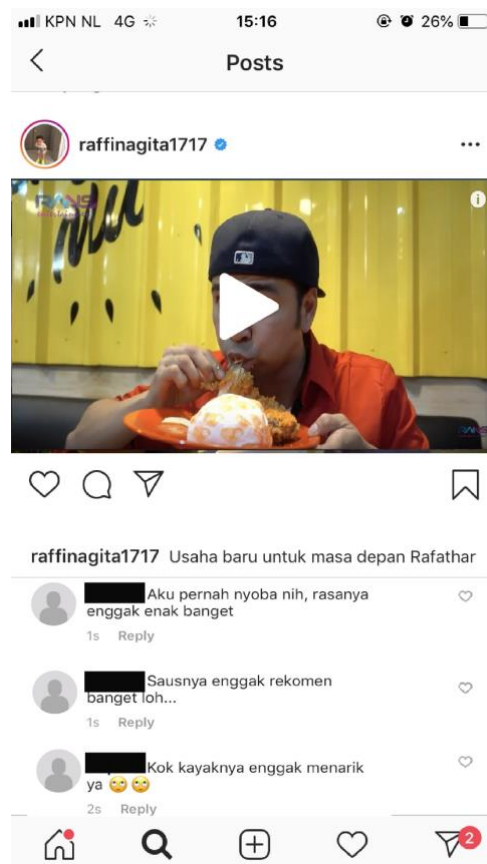 KPN NL 4G 15:16 26%
Posts
raffinagita1717
RANS
entertainment
raffinagita1717 Usaha baru untuk masa depan Rafathar
Aku pernah nyoba nih, rasanya
enggak enak banget
1s Reply
Sausnya enggak rekomen
banget loh...
1s Reply
Kok kayaknya enggak menarik
ya 🙄🙄
2s Reply
2